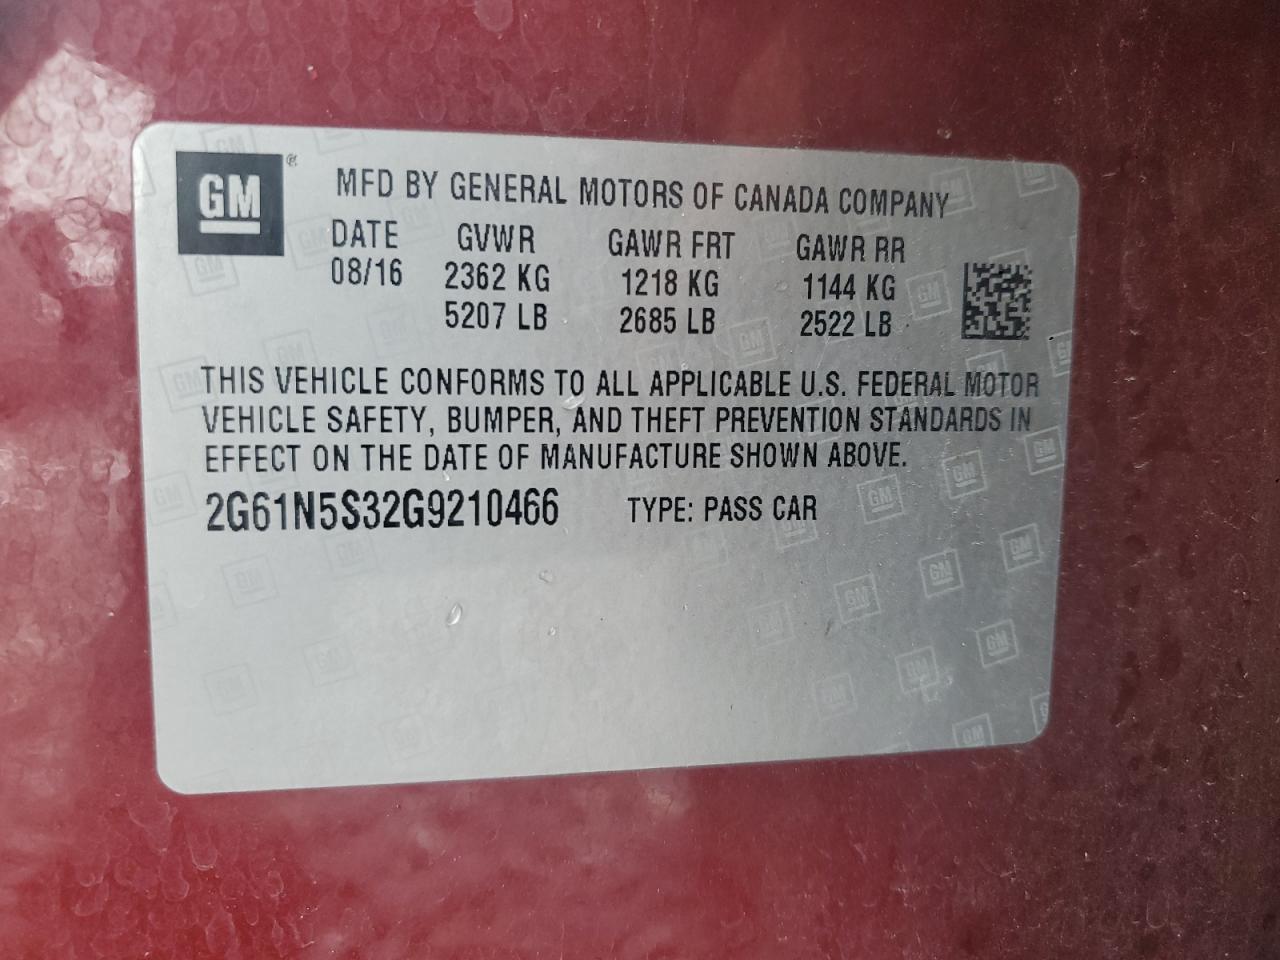 GM ®
MFD BY GENERAL MOTORS OF CANADA COMPANY
DATE GVWR GAWR FRT GAWR RR
08/16 2362 KG 1218 KG 1144 KG
5207 LB 2685 LB 2522 LB
THIS VEHICLE CONFORMS TO ALL APPLICABLE U.S. FEDERAL MOTOR
VEHICLE SAFETY, BUMPER, AND THEFT PREVENTION STANDARDS IN
EFFECT ON THE DATE OF MANUFACTURE SHOWN ABOVE.
2G61N5S32G9210466 TYPE: PASS CAR